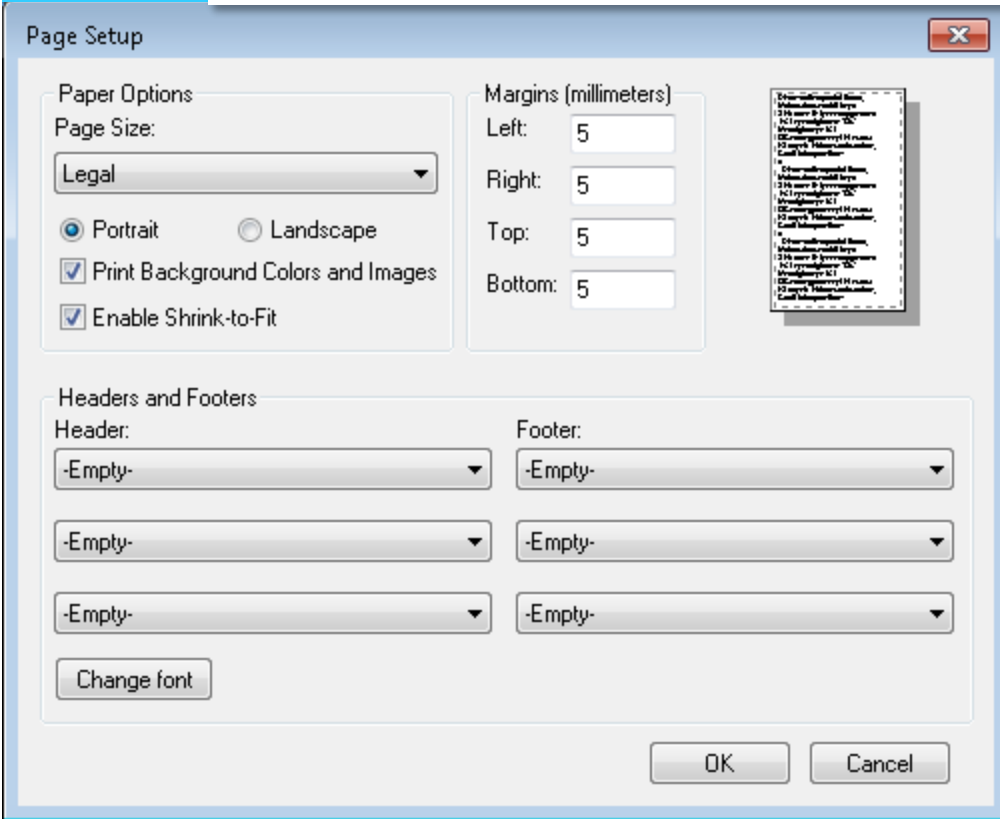 Page Setup
Paper Options
Page Size:
Legal
Portrait
Landscape
Print Background Colors and Images
Enable Shrink-to-Fit
Margins (millimeters)
Left: 5
Right: 5
Top: 5
Bottom: 5
Headers and Footers
Header:
Footer:
-Empty-
-Empty-
-Empty-
-Empty-
-Empty-
-Empty-
Change font
OK
Cancel